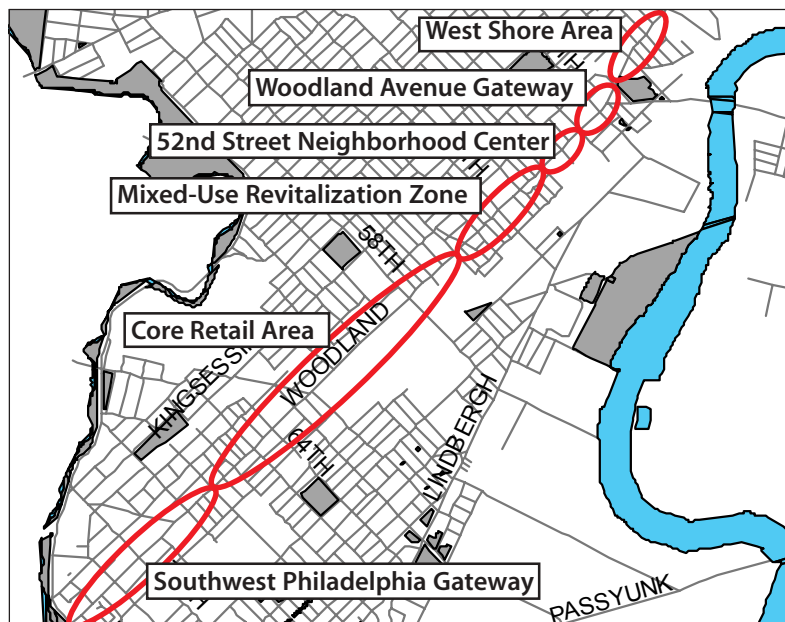 West Shore Area
Woodland Avenue Gateway
52nd Street Neighborhood Center
Mixed-Use Revitalization Zone
58TH
Core Retail Area
WOODLAND
64TH
LINDBERGH
Southwest Philadelphia Gateway
PASSYUNK